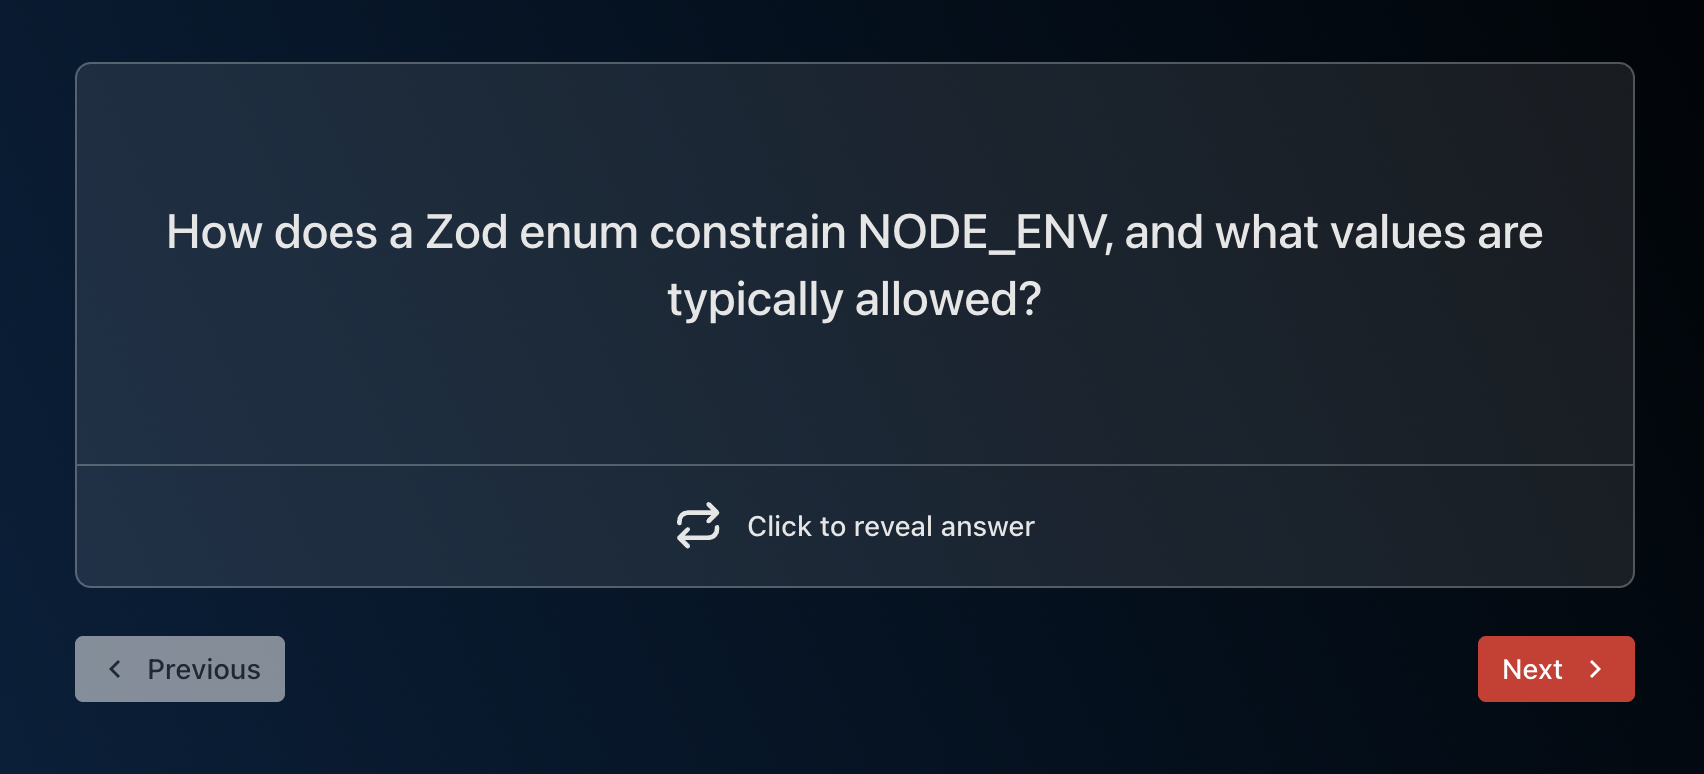 How does a Zod enum constrain NODE_ENV, and what values are
typically allowed?
Click to reveal answer
Previous
Next